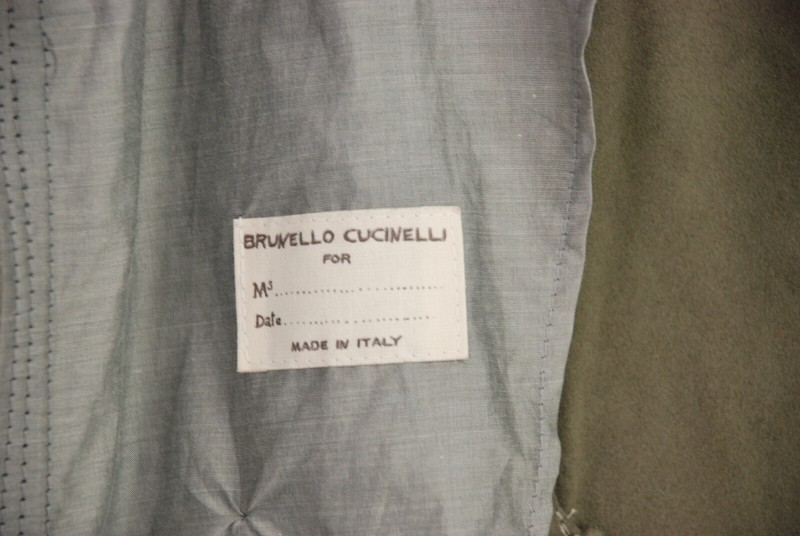 BRUNELLO CUCINELLI
FOR
Ms...............................
Date...........................
MADE IN ITALY